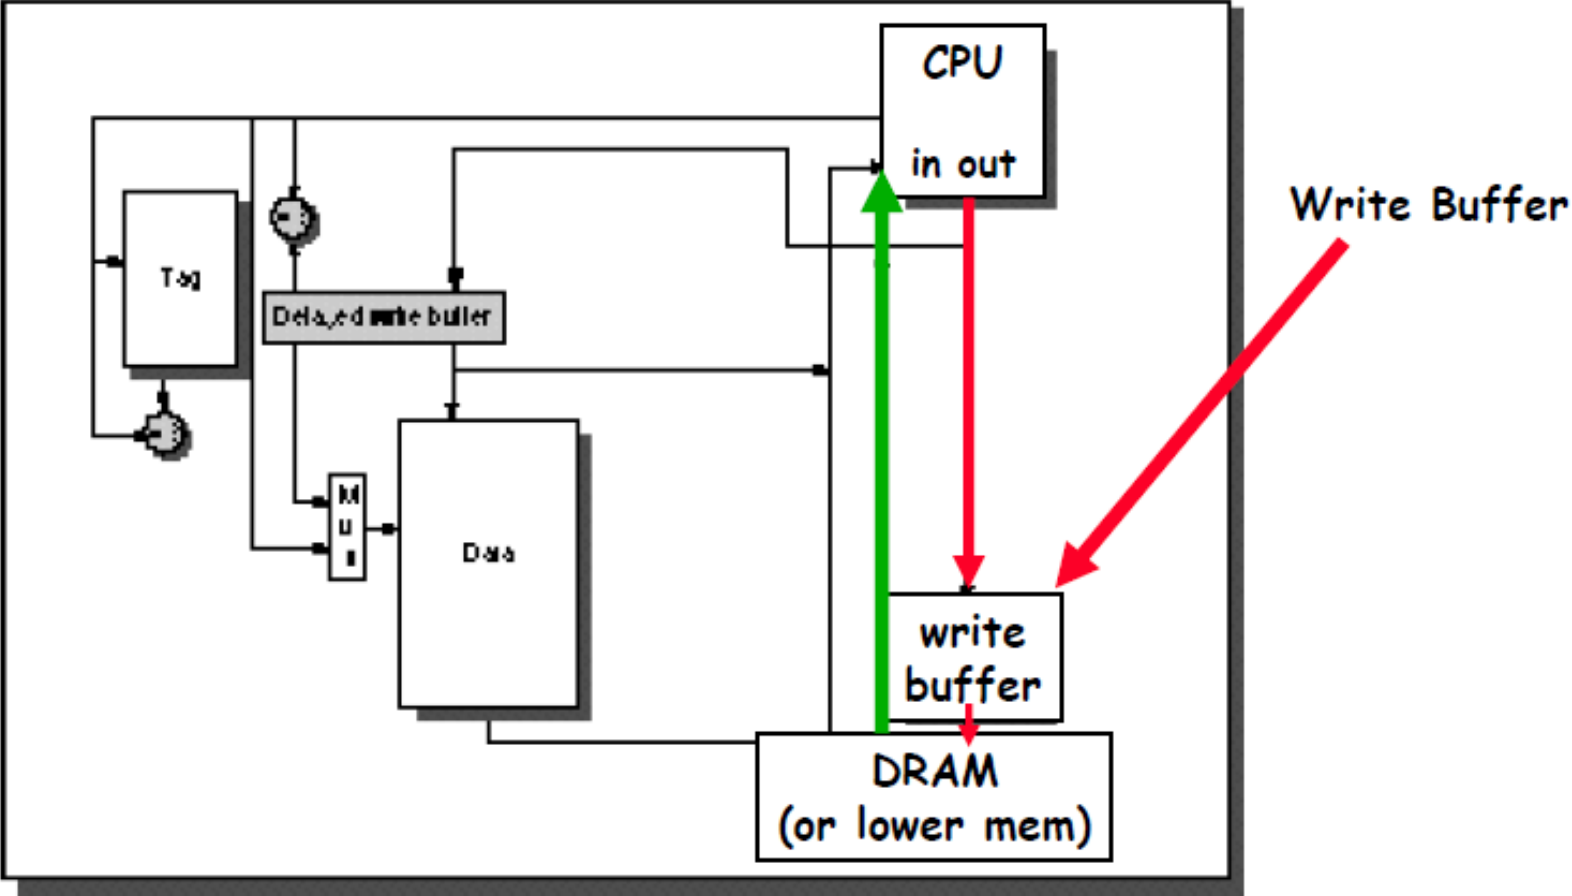 CPU
in out
Write Buffer
Tag
Delayed write buffer
M
u
Data
write
buffer
DRAM
(or lower mem)